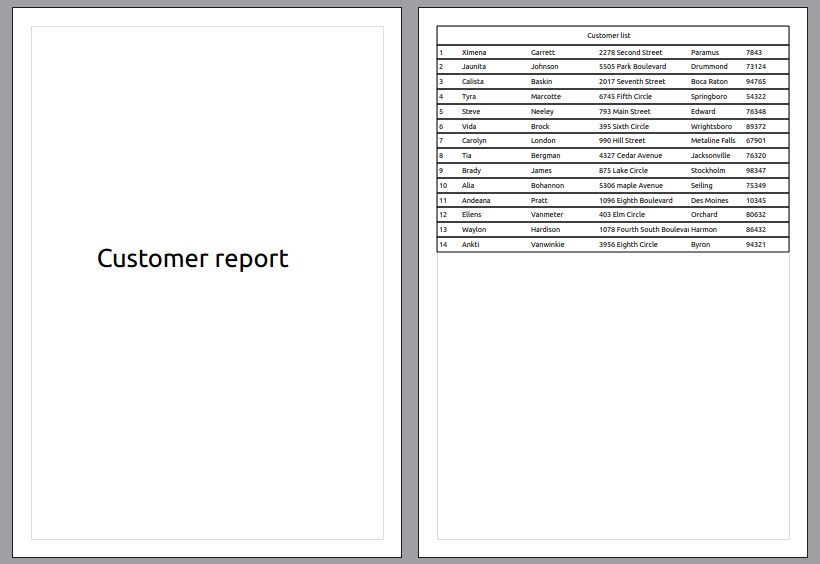 Customer report
Customer list
1 Ximena Garrett 2278 Second Street Paramus 7843
2 Jaunita Johnson 5505 Park Boulevard Drummond 73124
3 Calista Baskin 2017 Seventh Street Boca Raton 94765
4 Tyra Marcotte 6745 Fifth Circle Springboro 54322
5 Steve Neeley 793 Main Street Edward 76348
6 Vida Brock 395 Sixth Circle Wrightsboro 89372
7 Carolyn London 990 Hill Street Metaline Falls 67901
8 Tia Bergman 4327 Cedar Avenue Jacksonville 76320
9 Brady James 875 Lake Circle Stockholm 98347
10 Alia Bohannon 5306 maple Avenue Seiling 75349
11 Andeana Pratt 1096 Eighth Boulevard Des Moines 10345
12 Ellens Vanmeter 403 Elm Circle Orchard 80632
13 Waylon Hardison 1078 Fourth South Boulevar Harmon 86432
14 Ankti Vanwinkie 3956 Eighth Circle Byron 94321